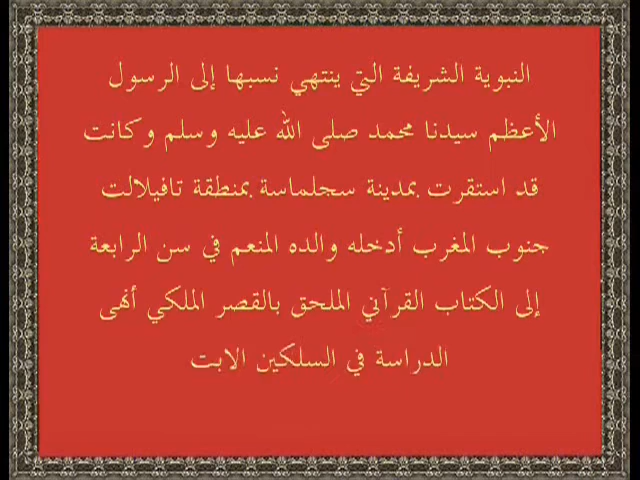 النبوية الشريفة التي ينتهي نسبها إلى الرسول
الأعظم سيدنا محمد صلى الله عليه وسلم وكانت
قد استقرت بمدينة سجلماسة بمنطقة تافيلالت
جنوب المغرب أدخله والده المنعم في سن الرابعة
إلى الكتاب القرآني الملحق بالقصر الملكي أنهى
الدراسة في السلكين الابت